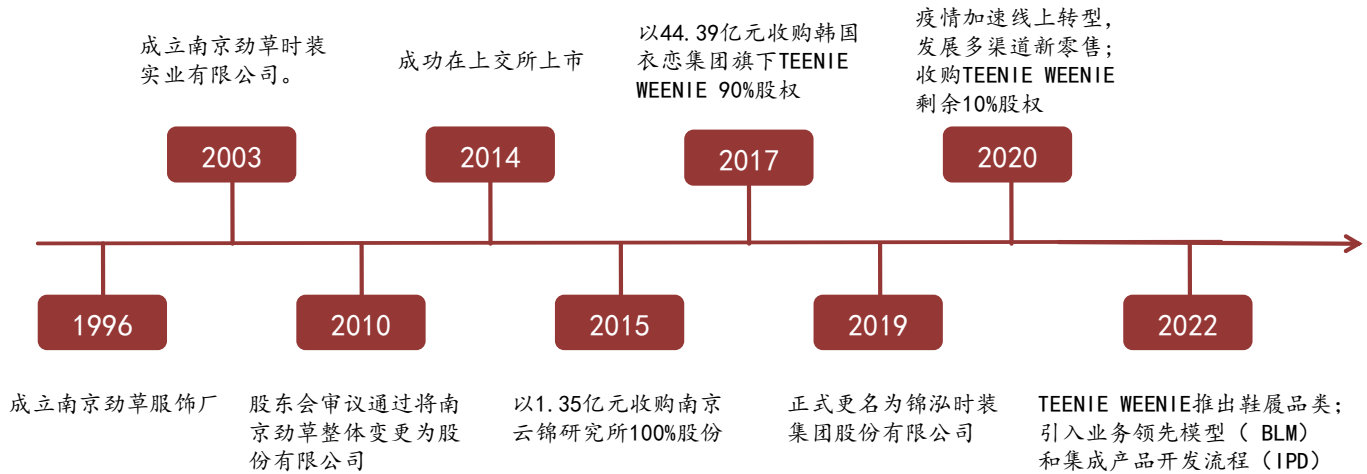 成立南京劲草时装
实业有限公司。
成功在上交所上市
以44.39亿元收购韩国
衣恋集团旗下TEENIE
WEENIE 90%股权
疫情加速线上转型，
发展多渠道新零售；
收购TEENIE WEENIE
剩余10%股权
2003
2014
2017
2020
1996
2010
2015
2019
2022
成立南京劲草服饰厂
股东会审议通过将南
京劲草整体变更为股
份有限公司
以1.35亿元收购南京
云锦研究所100%股份
正式更名为锦泓时装
集团股份有限公司
TEENIE WEENIE推出鞋履品类；
引入业务领先模型（ BLM）
和集成产品开发流程（IPD）